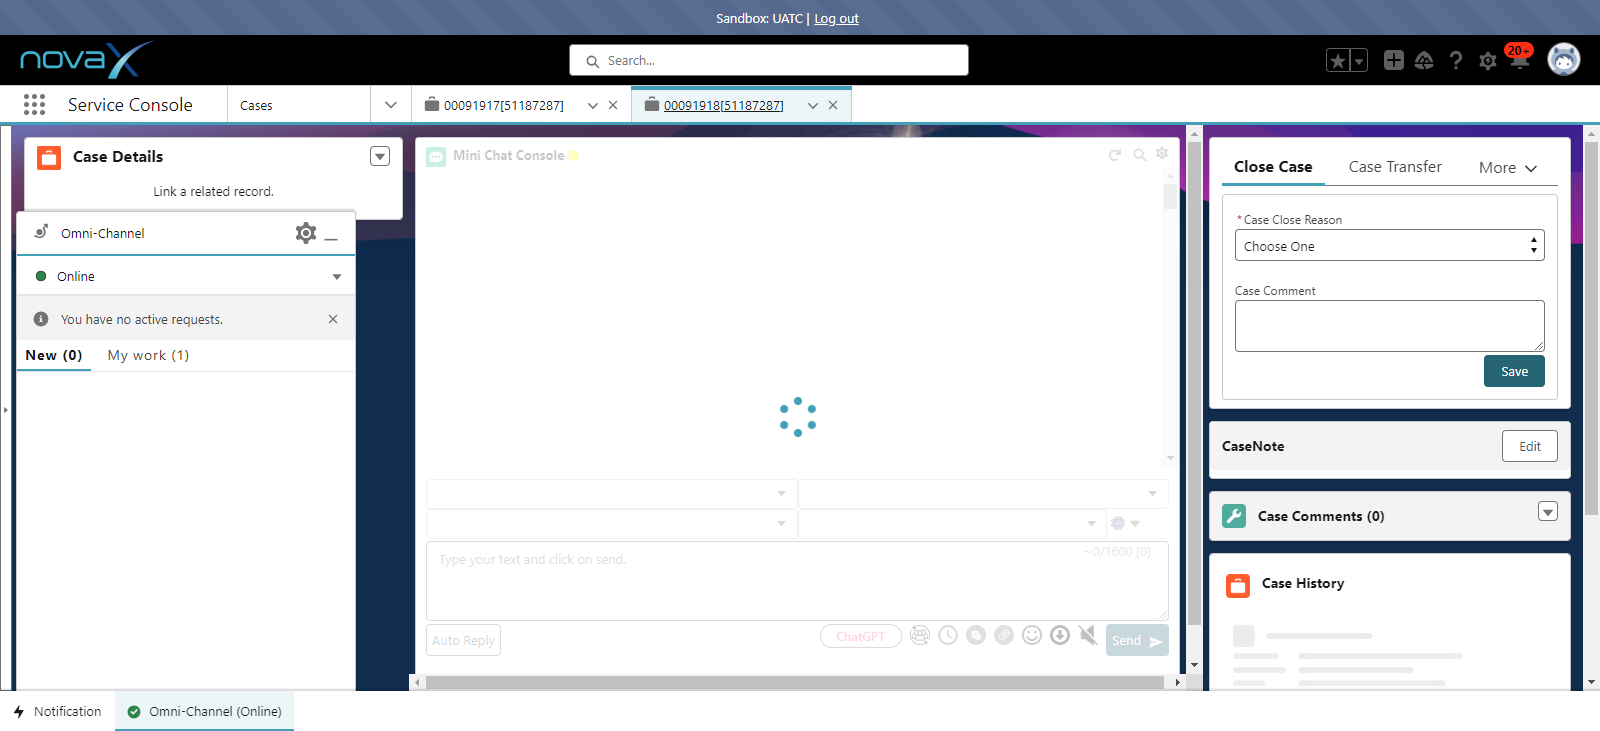 Sandbox: UATC | Log out
novaX
Search...
20+
Service Console
Cases
00091917[51187287]
00091918[51187287]
Case Details
Link a related record.
Omni-Channel
Online
You have no active requests.
New (0)
My work (1)
Mini Chat Console
Type your text and click on send.
~0/1600 [0]
Auto Reply
ChatGPT
Send
Close Case
Case Transfer
More
*Case Close Reason
Choose One
Case Comment
Save
CaseNote
Edit
Case Comments (0)
Case History
Notification
Omni-Channel (Online)